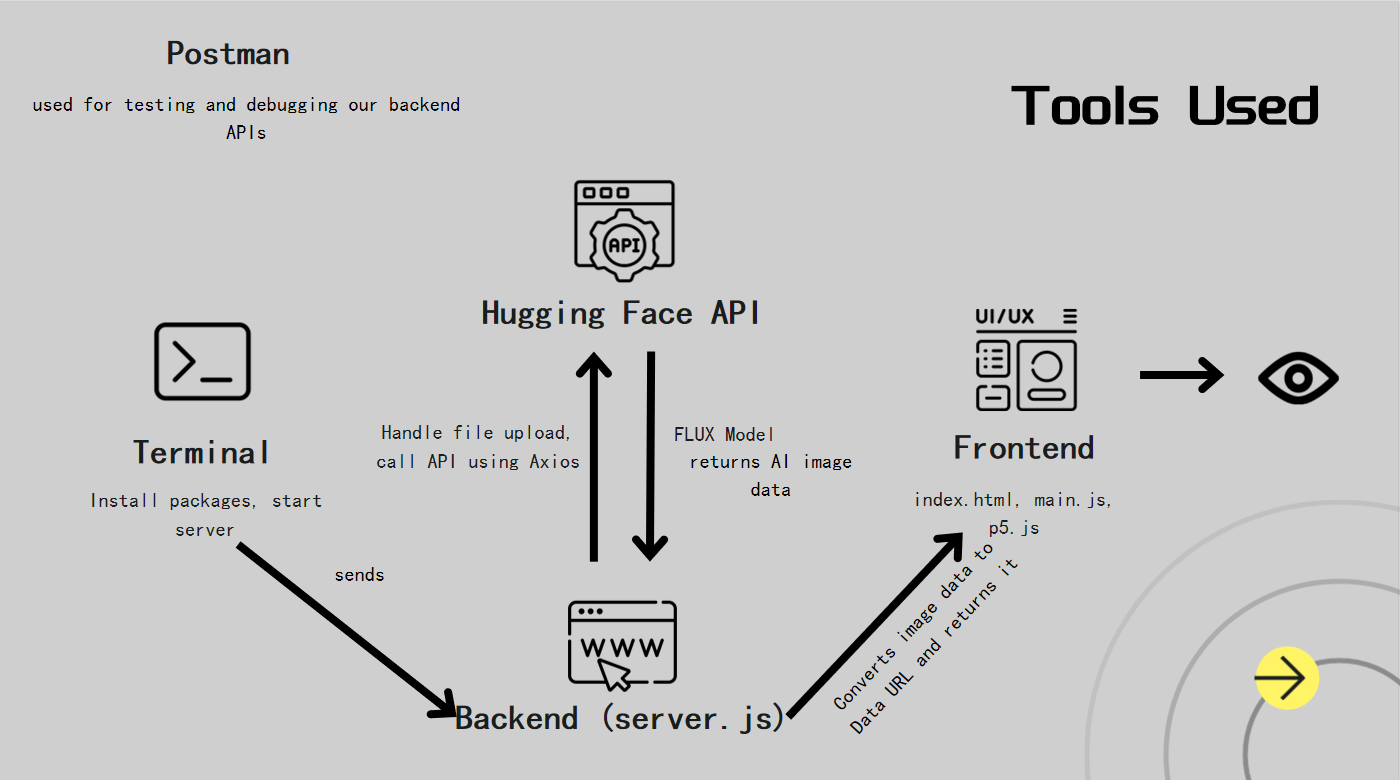 Postman
used for testing and debugging our backend
APIs
Tools Used
API
Hugging Face API
Terminal
Install packages, start
server
sends
Handle file upload,
call API using Axios
FLUX Model
returns AI image
data
WWW
Backend (server.js)
Converts image data to
Data URL and returns it
UI/UX
Frontend
index.html, main.js,
p5.js